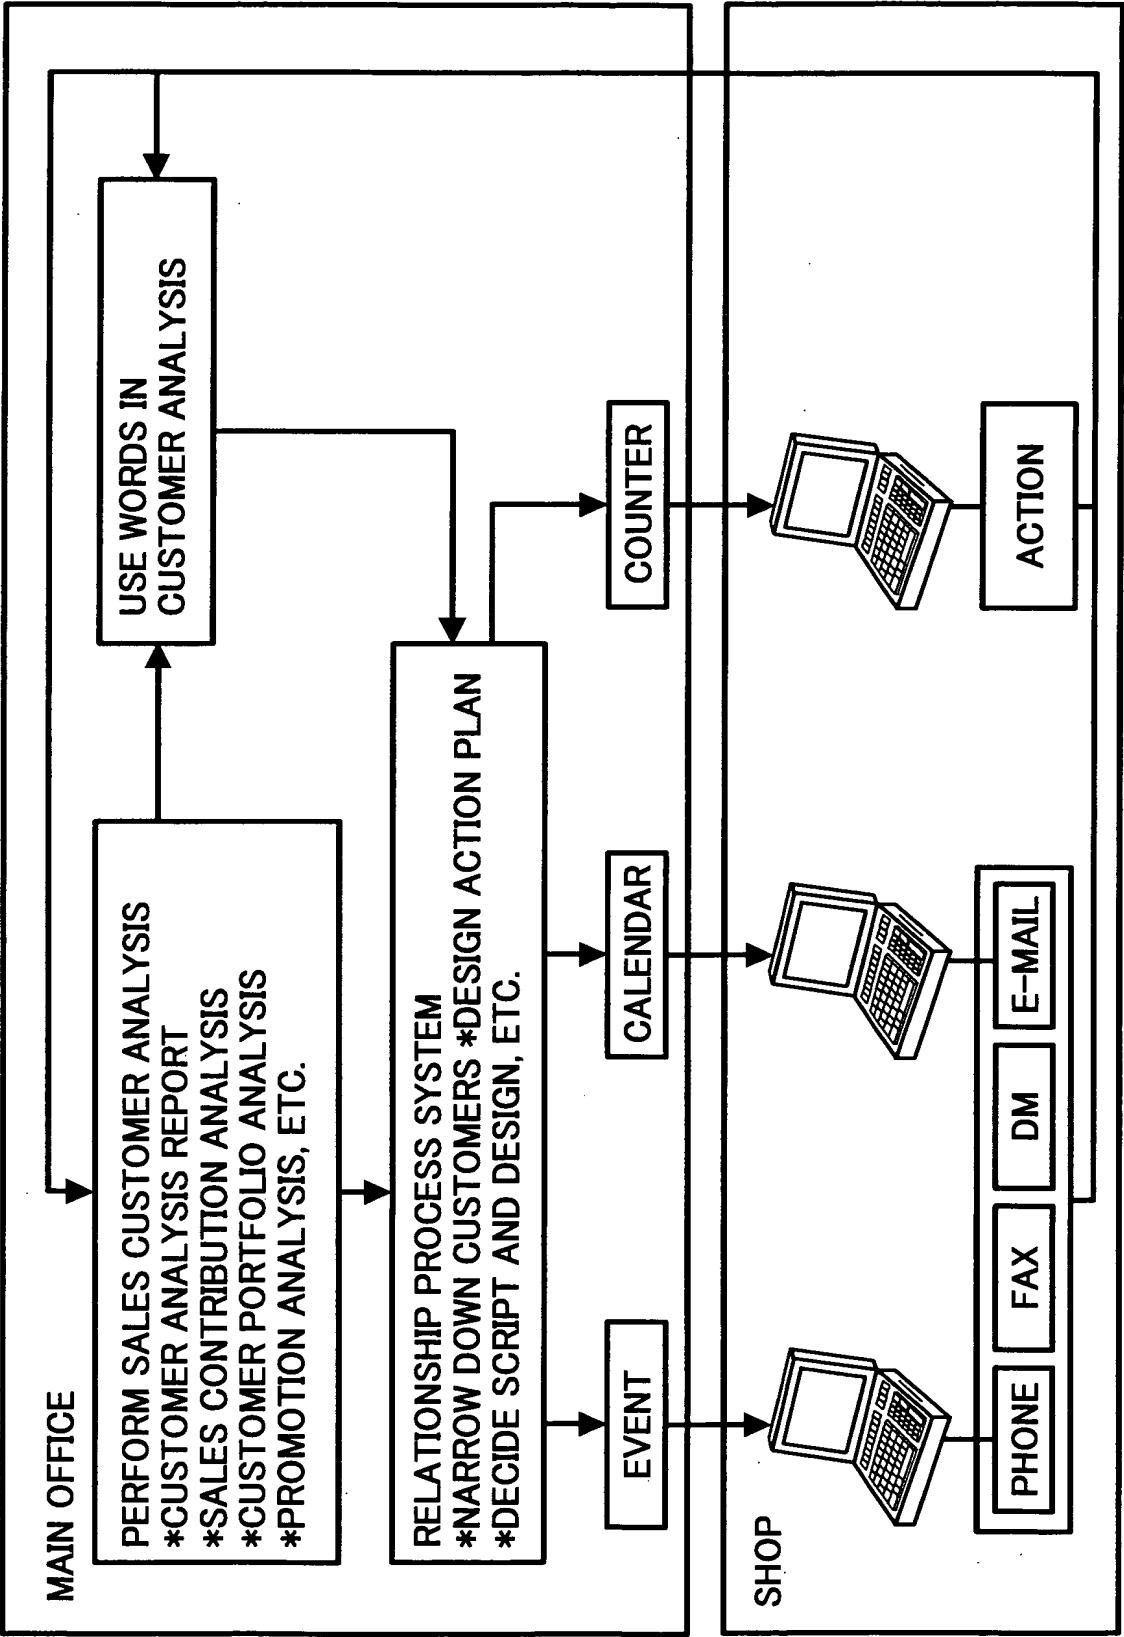 MAIN OFFICE
PERFORM SALES CUSTOMER ANALYSIS
*CUSTOMER ANALYSIS REPORT
*SALES CONTRIBUTION ANALYSIS
*CUSTOMER PORTFOLIO ANALYSIS
*PROMOTION ANALYSIS, ETC.
USE WORDS IN
CUSTOMER ANALYSIS
RELATIONSHIP PROCESS SYSTEM
*NARROW DOWN CUSTOMERS *DESIGN ACTION PLAN
*DECIDE SCRIPT AND DESIGN, ETC.
EVENT
CALENDAR
COUNTER
SHOP
PHONE
FAX
DM
E-MAIL
ACTION